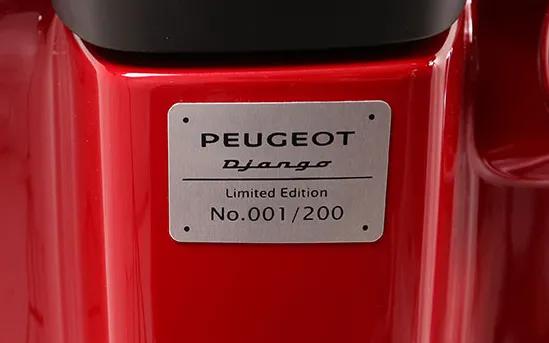 PEUGEOT
Django
Limited Edition
No.001/200